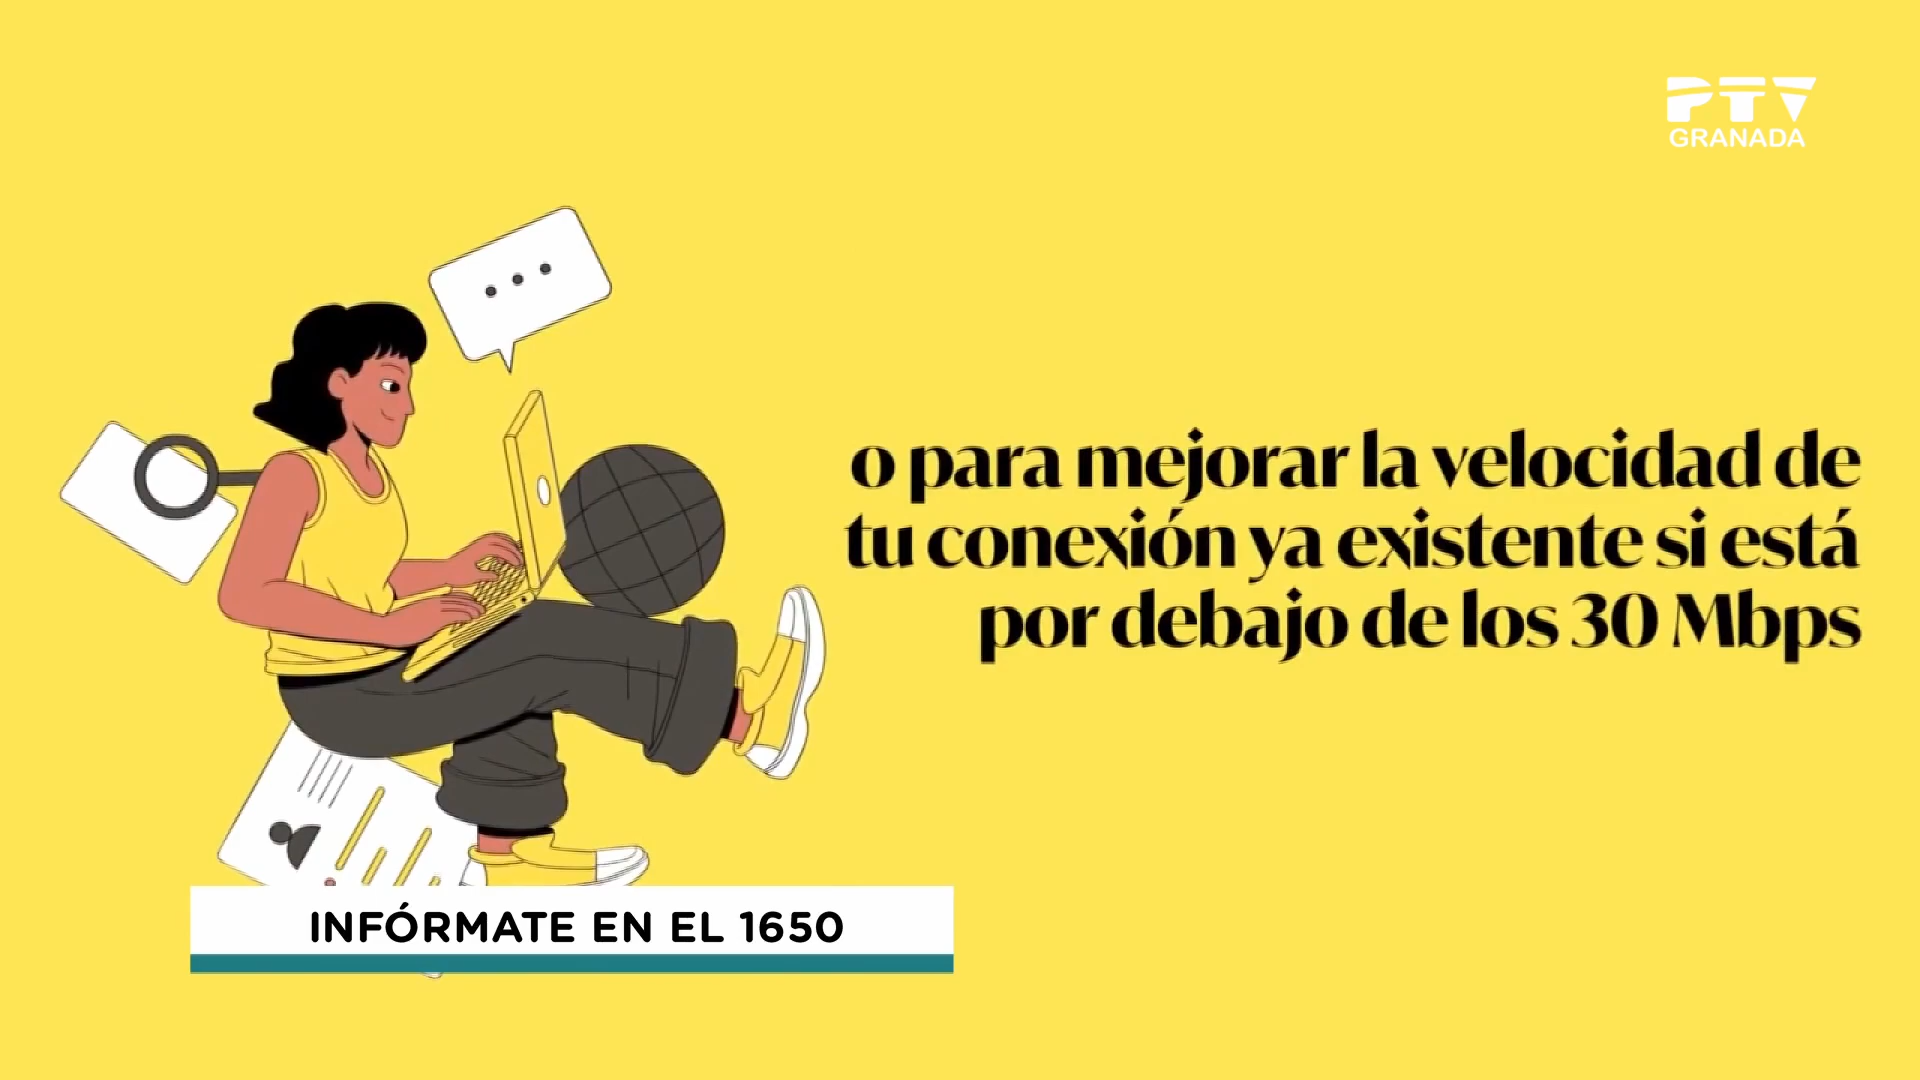 PTV
GRANADA
o para mejorar la velocidad de
tu conexión ya existente si está
por debajo de los 30 Mbps
INFÓRMATE EN EL 1650